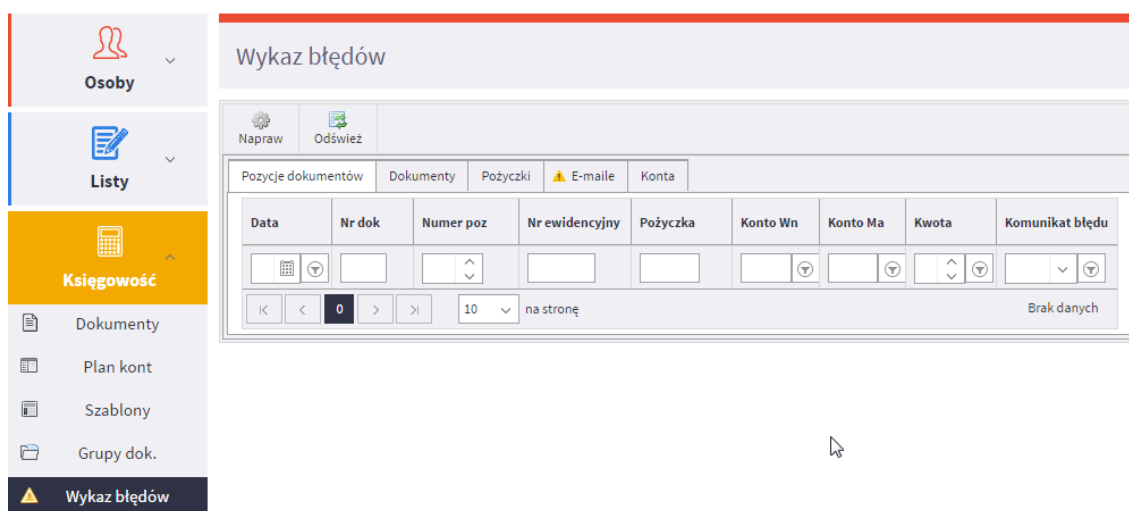 Osoby
Listy
Księgowość
Dokumenty
Plan kont
Szablony
Grupy dok.
Wykaz błędów
Wykaz błędów
Napraw Odśwież
Pozycje dokumentów Dokumenty Pożyczki E-maile Konta
Data Nr dok Numer poz Nr ewidencyjny Pożyczka Konto Wn Konto Ma Kwota Komunikat błędu
0 10 na stronę Brak danych